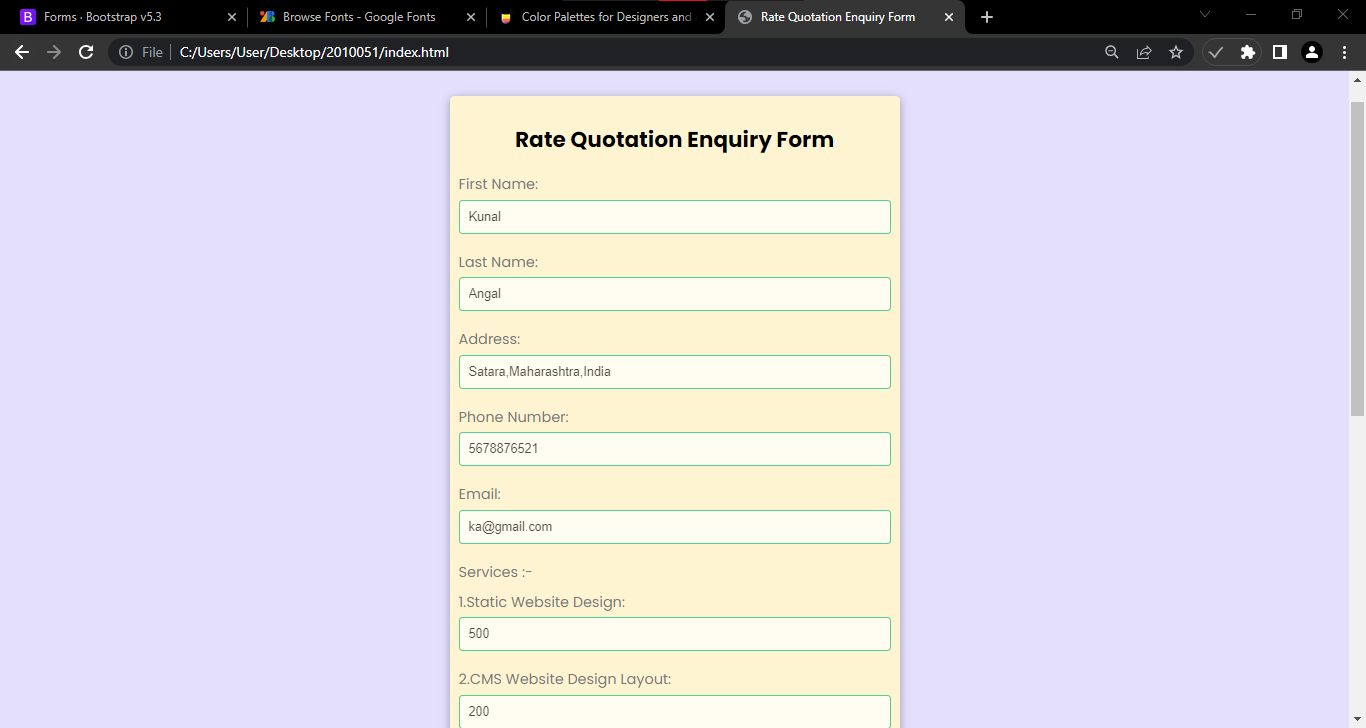 Forms · Bootstrap v5.3
Browse Fonts - Google Fonts
Color Palettes for Designers and
Rate Quotation Enquiry Form
File C:/Users/User/Desktop/2010051/index.html
Rate Quotation Enquiry Form
First Name:
Kunal
Last Name:
Angal
Address:
Satara,Maharashtra,India
Phone Number:
5678876521
Email:
ka@gmail.com
Services :-
1.Static Website Design:
500
2.CMS Website Design Layout:
200